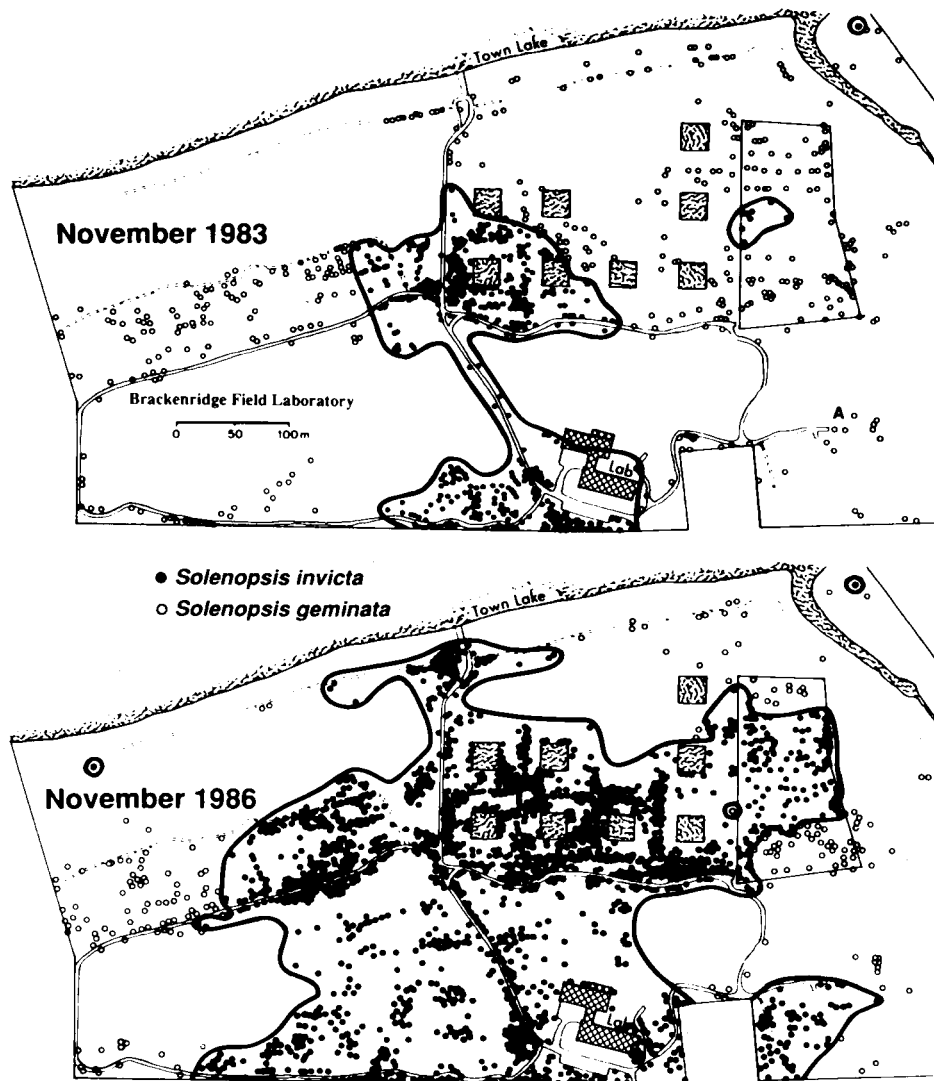 Town Lake
November 1983
Brackenridge Field Laboratory
0 50 100m
A
Lab
Solenopsis invicta
Solenopsis geminata
Town Lake
November 1986
Lab